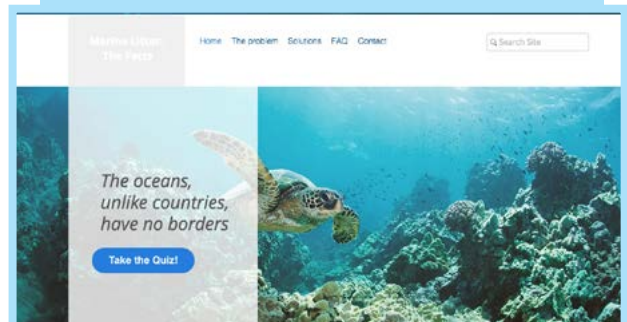 Marine Litter
The Facts
Home The problem Solutions FAQ Contact
Search Site
The oceans,
unlike countries,
have no borders
Take the Quiz!